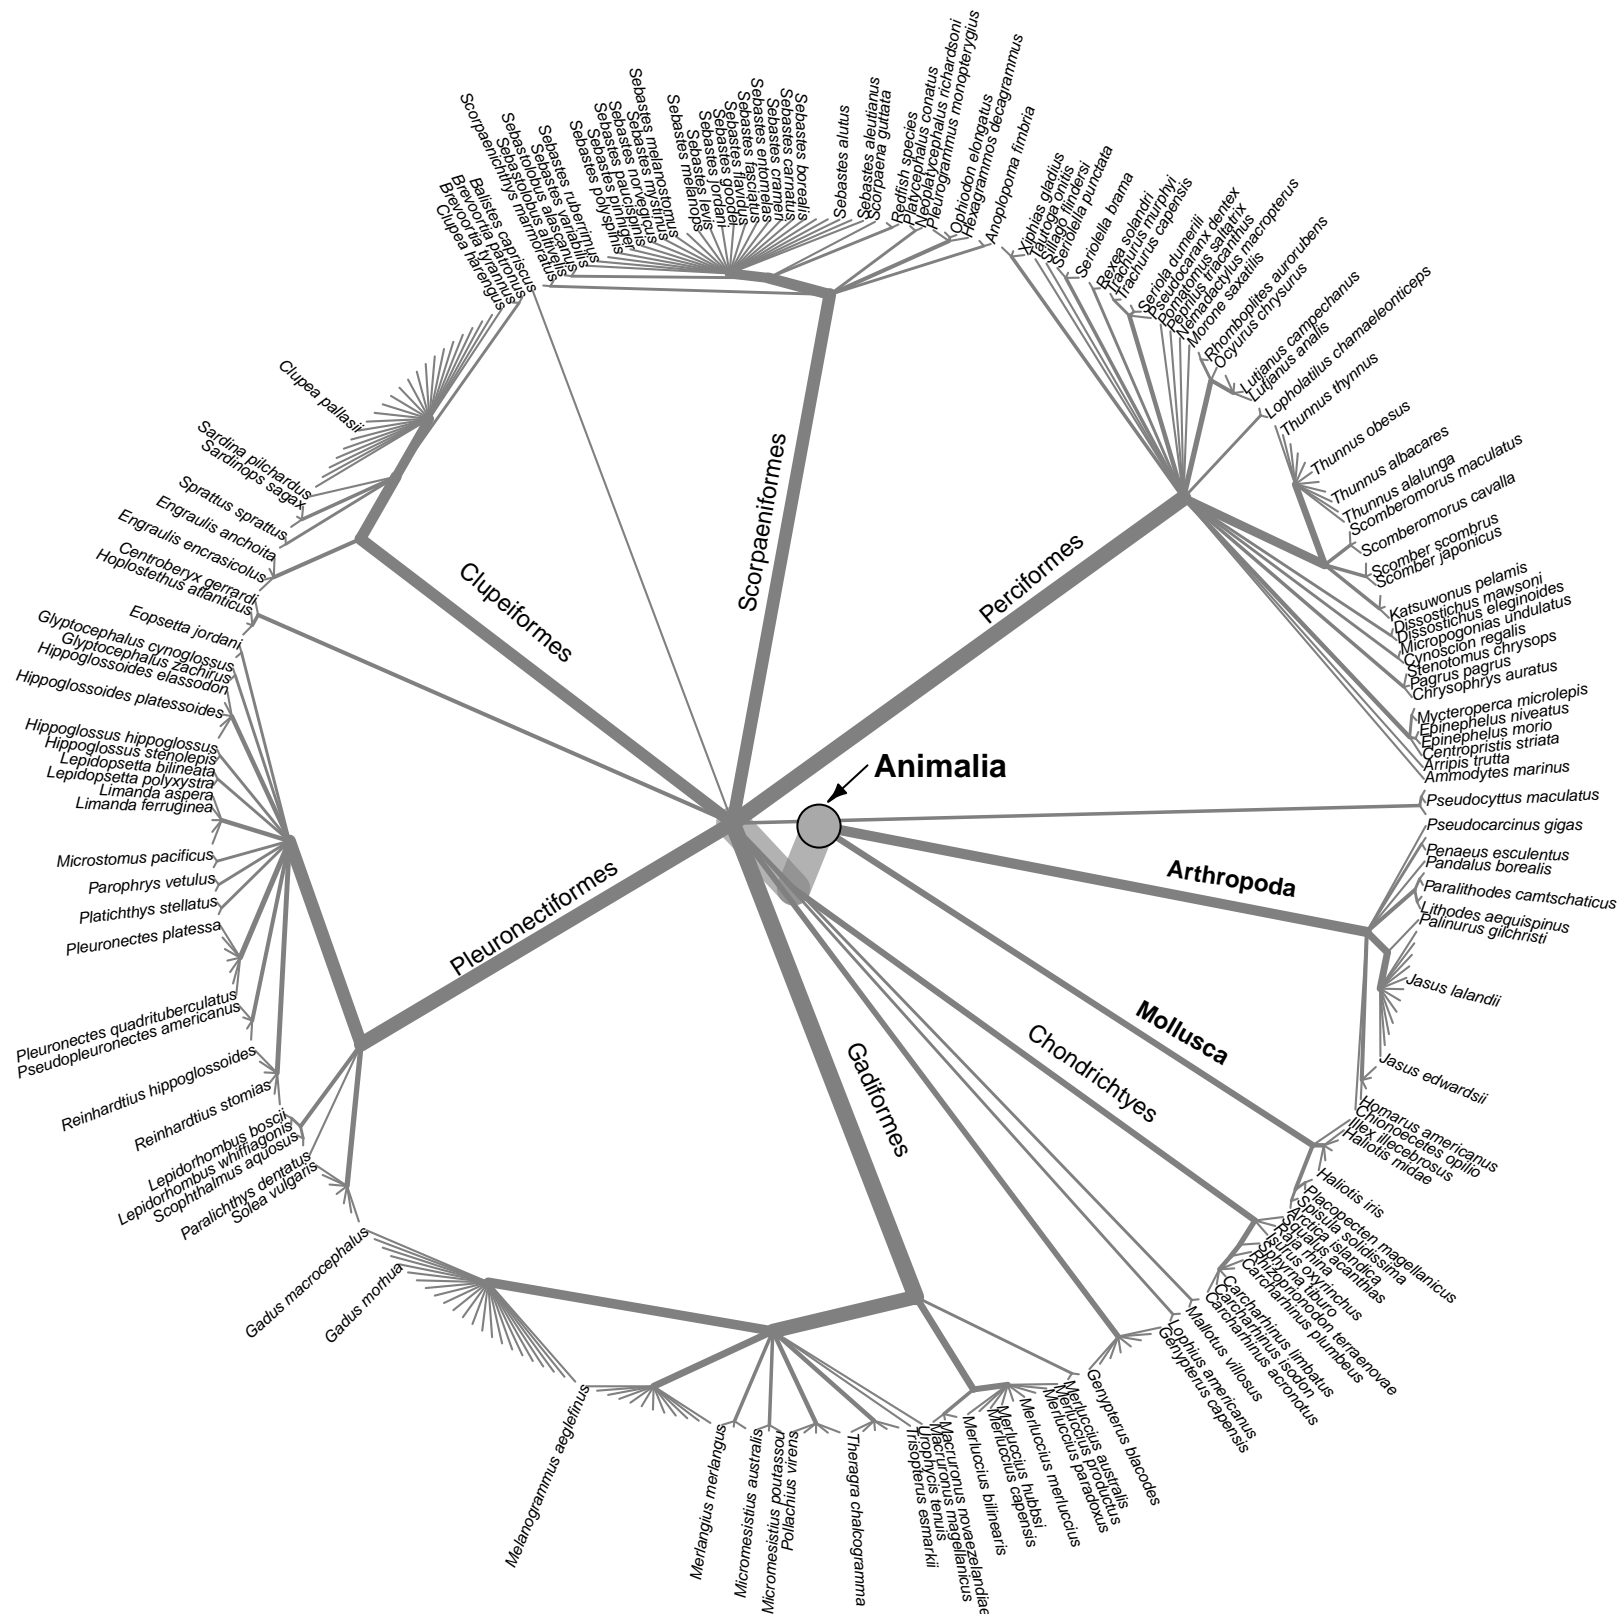 Animalia
Arthropoda
Mollusca
Chondrichtyes
Gadiformes
Pleuronectiformes
Clupeiformes
Scorpaeniformes
Perciformes
Clupea harengus
Brevoortia tyrannus
Brevoortia patronus
Balistes capriscus
Scorpaenichthys marmoratus
Sebastolobus altivelis
Sebastolobus alascanus
Sebastes variabilis
Sebastes ruberrimus
Sebastes polyspinis
Sebastes pinniger
Sebastes paucispinis
Sebastes norvegicus
Sebastes mystinus
Sebastes melanostomus
Sebastes melanops
Sebastes levis
Sebastes jordani
Sebastes goodei
Sebastes flavidus
Sebastes fasciatus
Sebastes entomelas
Sebastes crameri
Sebastes carnatus
Sebastes borealis
Sebastes alutus
Sebastes aleutianus
Scorpaena guttata
Redfish species
Platycephalus conatus
Neoplatycephalus richardsoni
Pleurogrammus monopterygius
Ophiodon elongatus
Hexagrammos decagrammus
Anoplopoma fimbria
Xiphias gladius
Tautoga onitis
Sillago flindersi
Seriolella punctata
Seriolella brama
Rexea solandri
Trachurus murphyi
Trachurus capensis
Seriola dumerili
Pseudocaranx dentex
Pomatomus saltatrix
Peprilus triacanthus
Nemadactylus macropterus
Morone saxatilis
Rhomboplites aurorubens
Ocyurus chrysurus
Lutjanus campechanus
Lutjanus analis
Lopholatilus chamaeleonticeps
Thunnus thynnus
Thunnus obesus
Thunnus albacares
Thunnus alalunga
Scomberomorus maculatus
Scomberomorus cavalla
Scomber scombrus
Scomber japonicus
Katsuwonus pelamis
Dissostichus mawsoni
Dissostichus eleginoides
Micropogonias undulatus
Cynoscion regalis
Stenotomus chrysops
Pagrus pagrus
Chrysophrys auratus
Mycteroperca microlepis
Epinephelus niveatus
Epinephelus morio
Centropristis striata
Arripis trutta
Ammodytes marinus
Pseudocyttus maculatus
Pseudocarcinus gigas
Penaeus esculentus
Pandalus borealis
Paralithodes camtschaticus
Lithodes aequispinus
Palinurus gilchristi
Jasus lalandii
Jasus edwardsii
Homarus americanus
Chionoecetes opilio
Illex illecebrosus
Haliotis midae
Haliotis iris
Placopecten magellanicus
Spisula solidissima
Arctica islandica
Squalus acanthias
Raja rhina
Isurus oxyrinchus
Sphyrna tiburo
Rhizoprionodon terraenovae
Carcharhinus plumbeus
Carcharhinus limbatus
Carcharhinus isodon
Carcharhinus acronotus
Mallotus villosus
Lophius americanus
Genypterus capensis
Genypterus blacodes
Merluccius australis
Merluccius productus
Merluccius paradoxus
Merluccius merluccius
Merluccius hubbsi
Merluccius capensis
Merluccius bilinearis
Macruronus novaezelandiae
Macruronus magellanicus
Urophycis tenuis
Trisopterus esmarkii
Theragra chalcogramma
Pollachius virens
Micromesistius poutassou
Micromesistius australis
Merlangius merlangus
Melanogrammus aeglefinus
Gadus morhua
Gadus macrocephalus
Solea vulgaris
Paralichthys dentatus
Scophthalmus aquosus
Lepidorhombus whiffiagonis
Lepidorhombus boscii
Reinhardtius stomias
Reinhardtius hippoglossoides
Pseudopleuronectes americanus
Pleuronectes quadrituberculatus
Pleuronectes platessa
Platichthys stellatus
Parophrys vetulus
Microstomus pacificus
Limanda ferruginea
Limanda aspera
Lepidopsetta polyxystra
Lepidopsetta bilineata
Hippoglossus stenolepis
Hippoglossus hippoglossus
Hippoglossoides platessoides
Hippoglossoides elassodon
Glyptocephalus zachirus
Glyptocephalus cynoglossus
Eopsetta jordani
Hoplostethus atlanticus
Centroberyx gerrardi
Engraulis encrasicolus
Engraulis anchoita
Sprattus sprattus
Sardinops sagax
Sardina pilchardus
Clupea pallasii